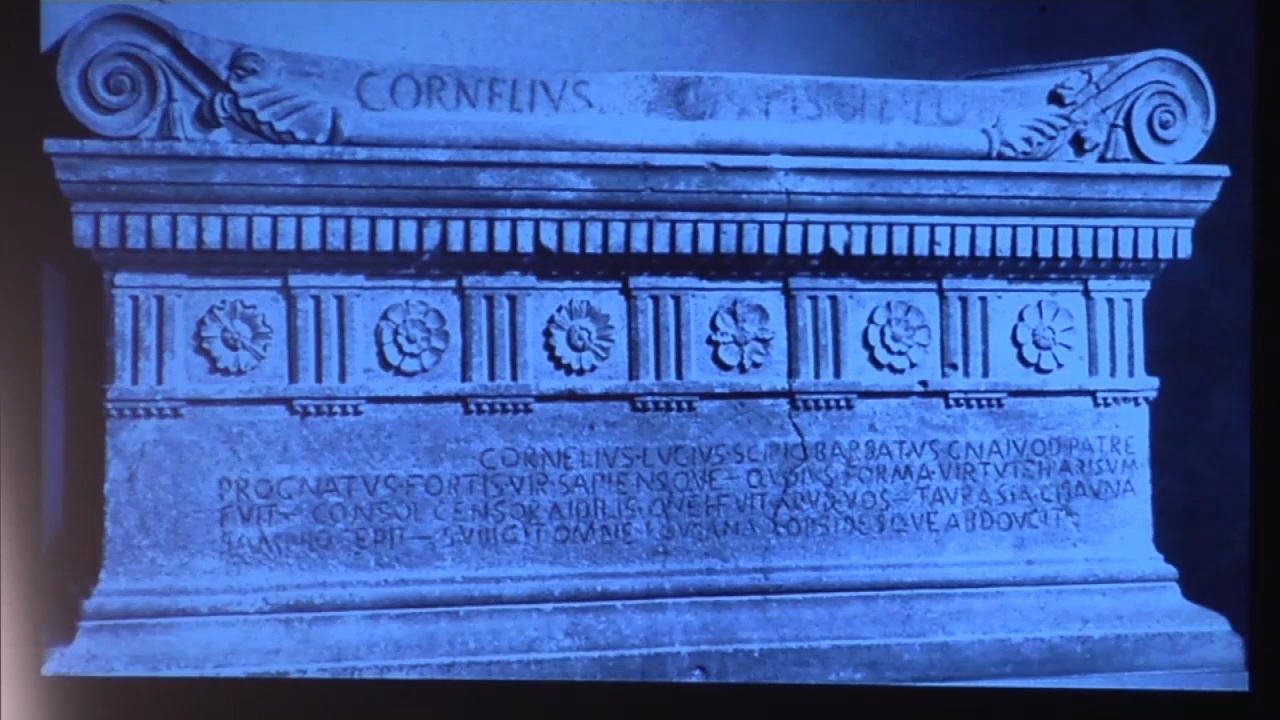 CORNELIVS
CORNELIVS·LVCIVS·SCIPIO·BARBATVS·GNAIVOD·PATRE
PROGNATVS·FORTIS·VIR·SAPIENSQVE—QVOIVS·FORMA·VIRTVTEI·PARISVMA
FVIT—CONSOL CENSOR AIDILIS·QVEI·FVIT·APVD·VOS—TAVRASIA·CISAVNA
SAMNIO·CEPIT—SVBIGIT·OMNE·LOVCANA·OPSIDESQVE·ABDOVCIT